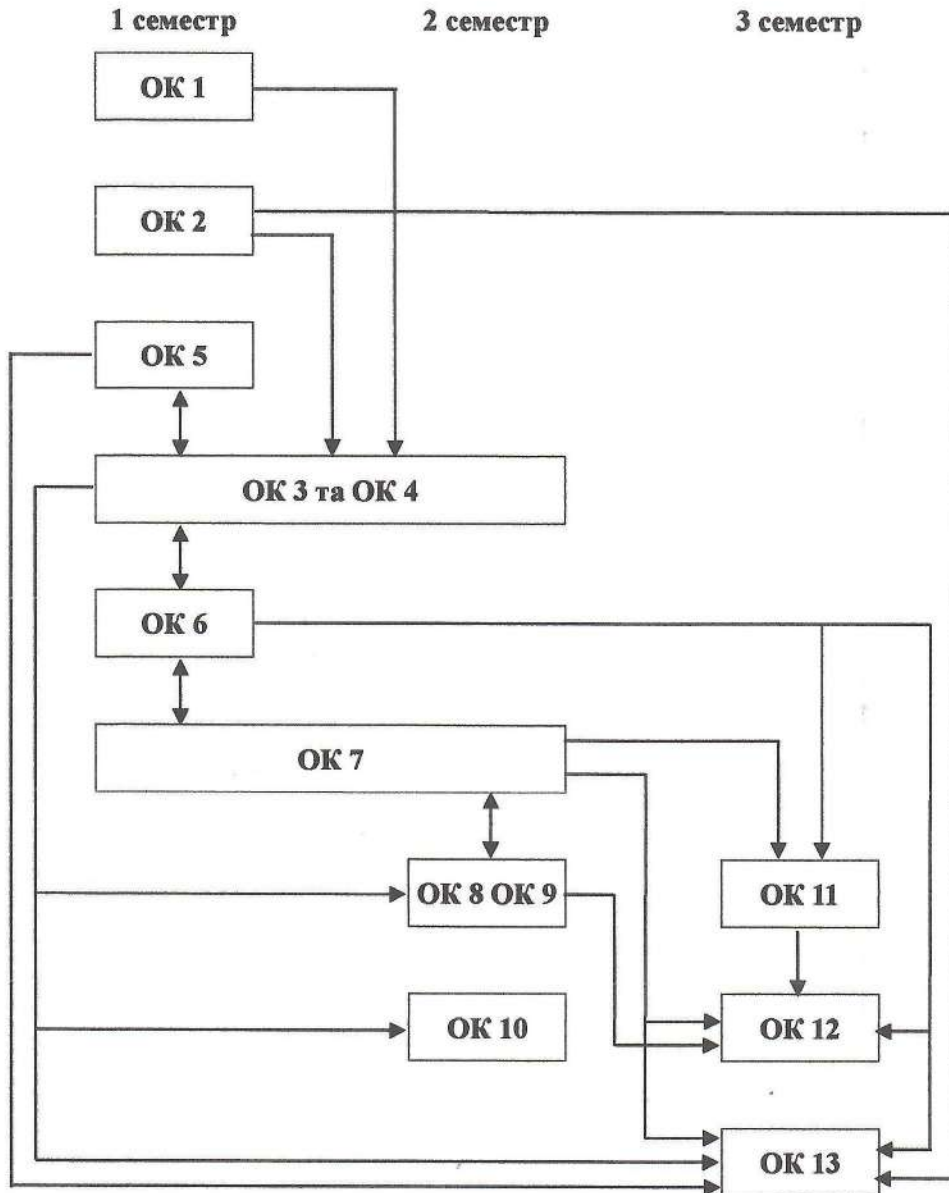 1 семестр 2 семестр 3 семестр
ОК 1
ОК 2
ОК 5
ОК 3 та ОК 4
ОК 6
ОК 7
ОК 8 ОК 9 ОК 11
ОК 10 ОК 12
ОК 13